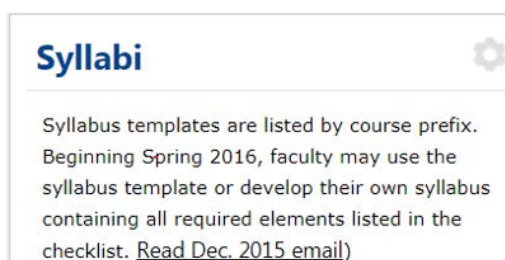 Syllabi
Syllabus templates are listed by course prefix.
Beginning Spring 2016, faculty may use the
syllabus template or develop their own syllabus
containing all required elements listed in the
checklist. Read Dec. 2015 email)